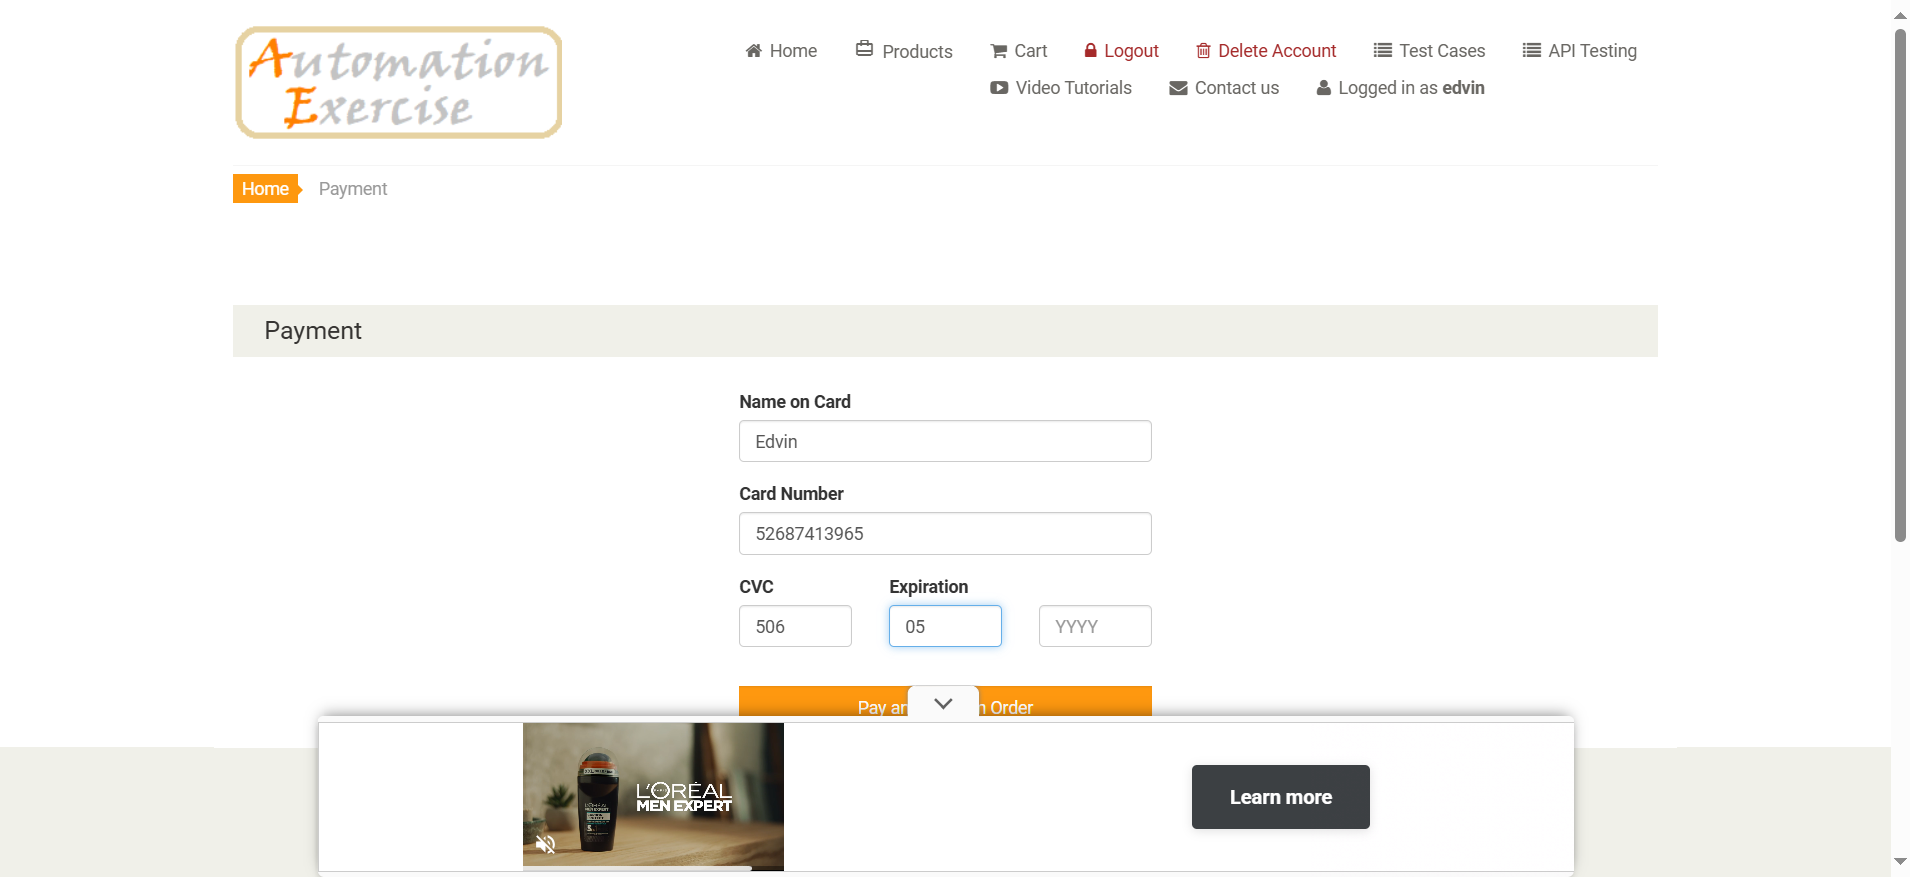 Automation
Exercise
Home Products Cart Logout Delete Account Test Cases API Testing
Video Tutorials Contact us Logged in as edvin
Home Payment
Payment
Name on Card
Edvin
Card Number
52687413965
CVC Expiration
506 05 YYYY
Pay Order
L'ORÉAL
MEN EXPERT
Learn more